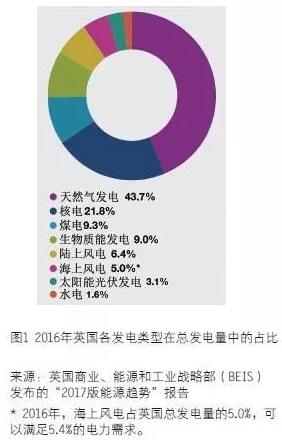 天然气发电 43.7%
核电 21.8%
煤电 9.3%
生物质能发电 9.0%
陆上风电 6.4%
海上风电 5.0%*
太阳能光伏发电 3.1%
水电 1.6%
图1 2016年英国各发电类型在总发电量中的占比
来源：英国商业、能源和工业战略部（BEIS）
发布的“2017版能源趋势”报告
* 2016年，海上风电占英国总发电量的5.0%，可
以满足5.4%的电力需求。